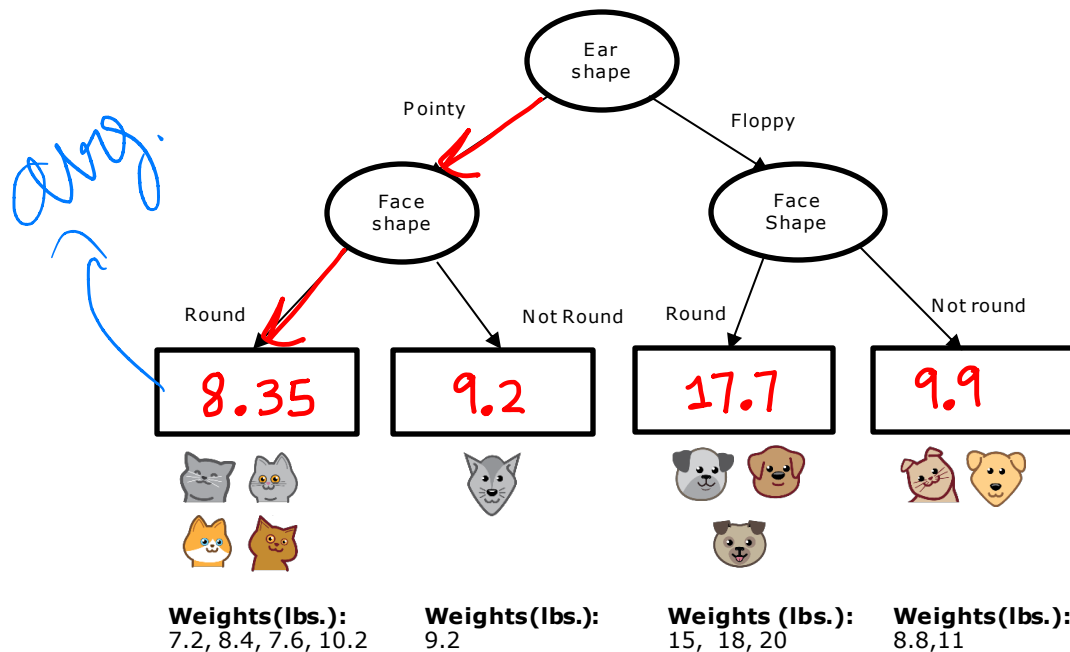 Ear
shape
Pointy
Floppy
avg.
Face
shape
Face
Shape
Round
Not Round
Round
Not round
8.35
9.2
17.7
9.9
Weights(lbs.):
7.2, 8.4, 7.6, 10.2
Weights(lbs.):
9.2
Weights (lbs.):
15, 18, 20
Weights(lbs.):
8.8,11